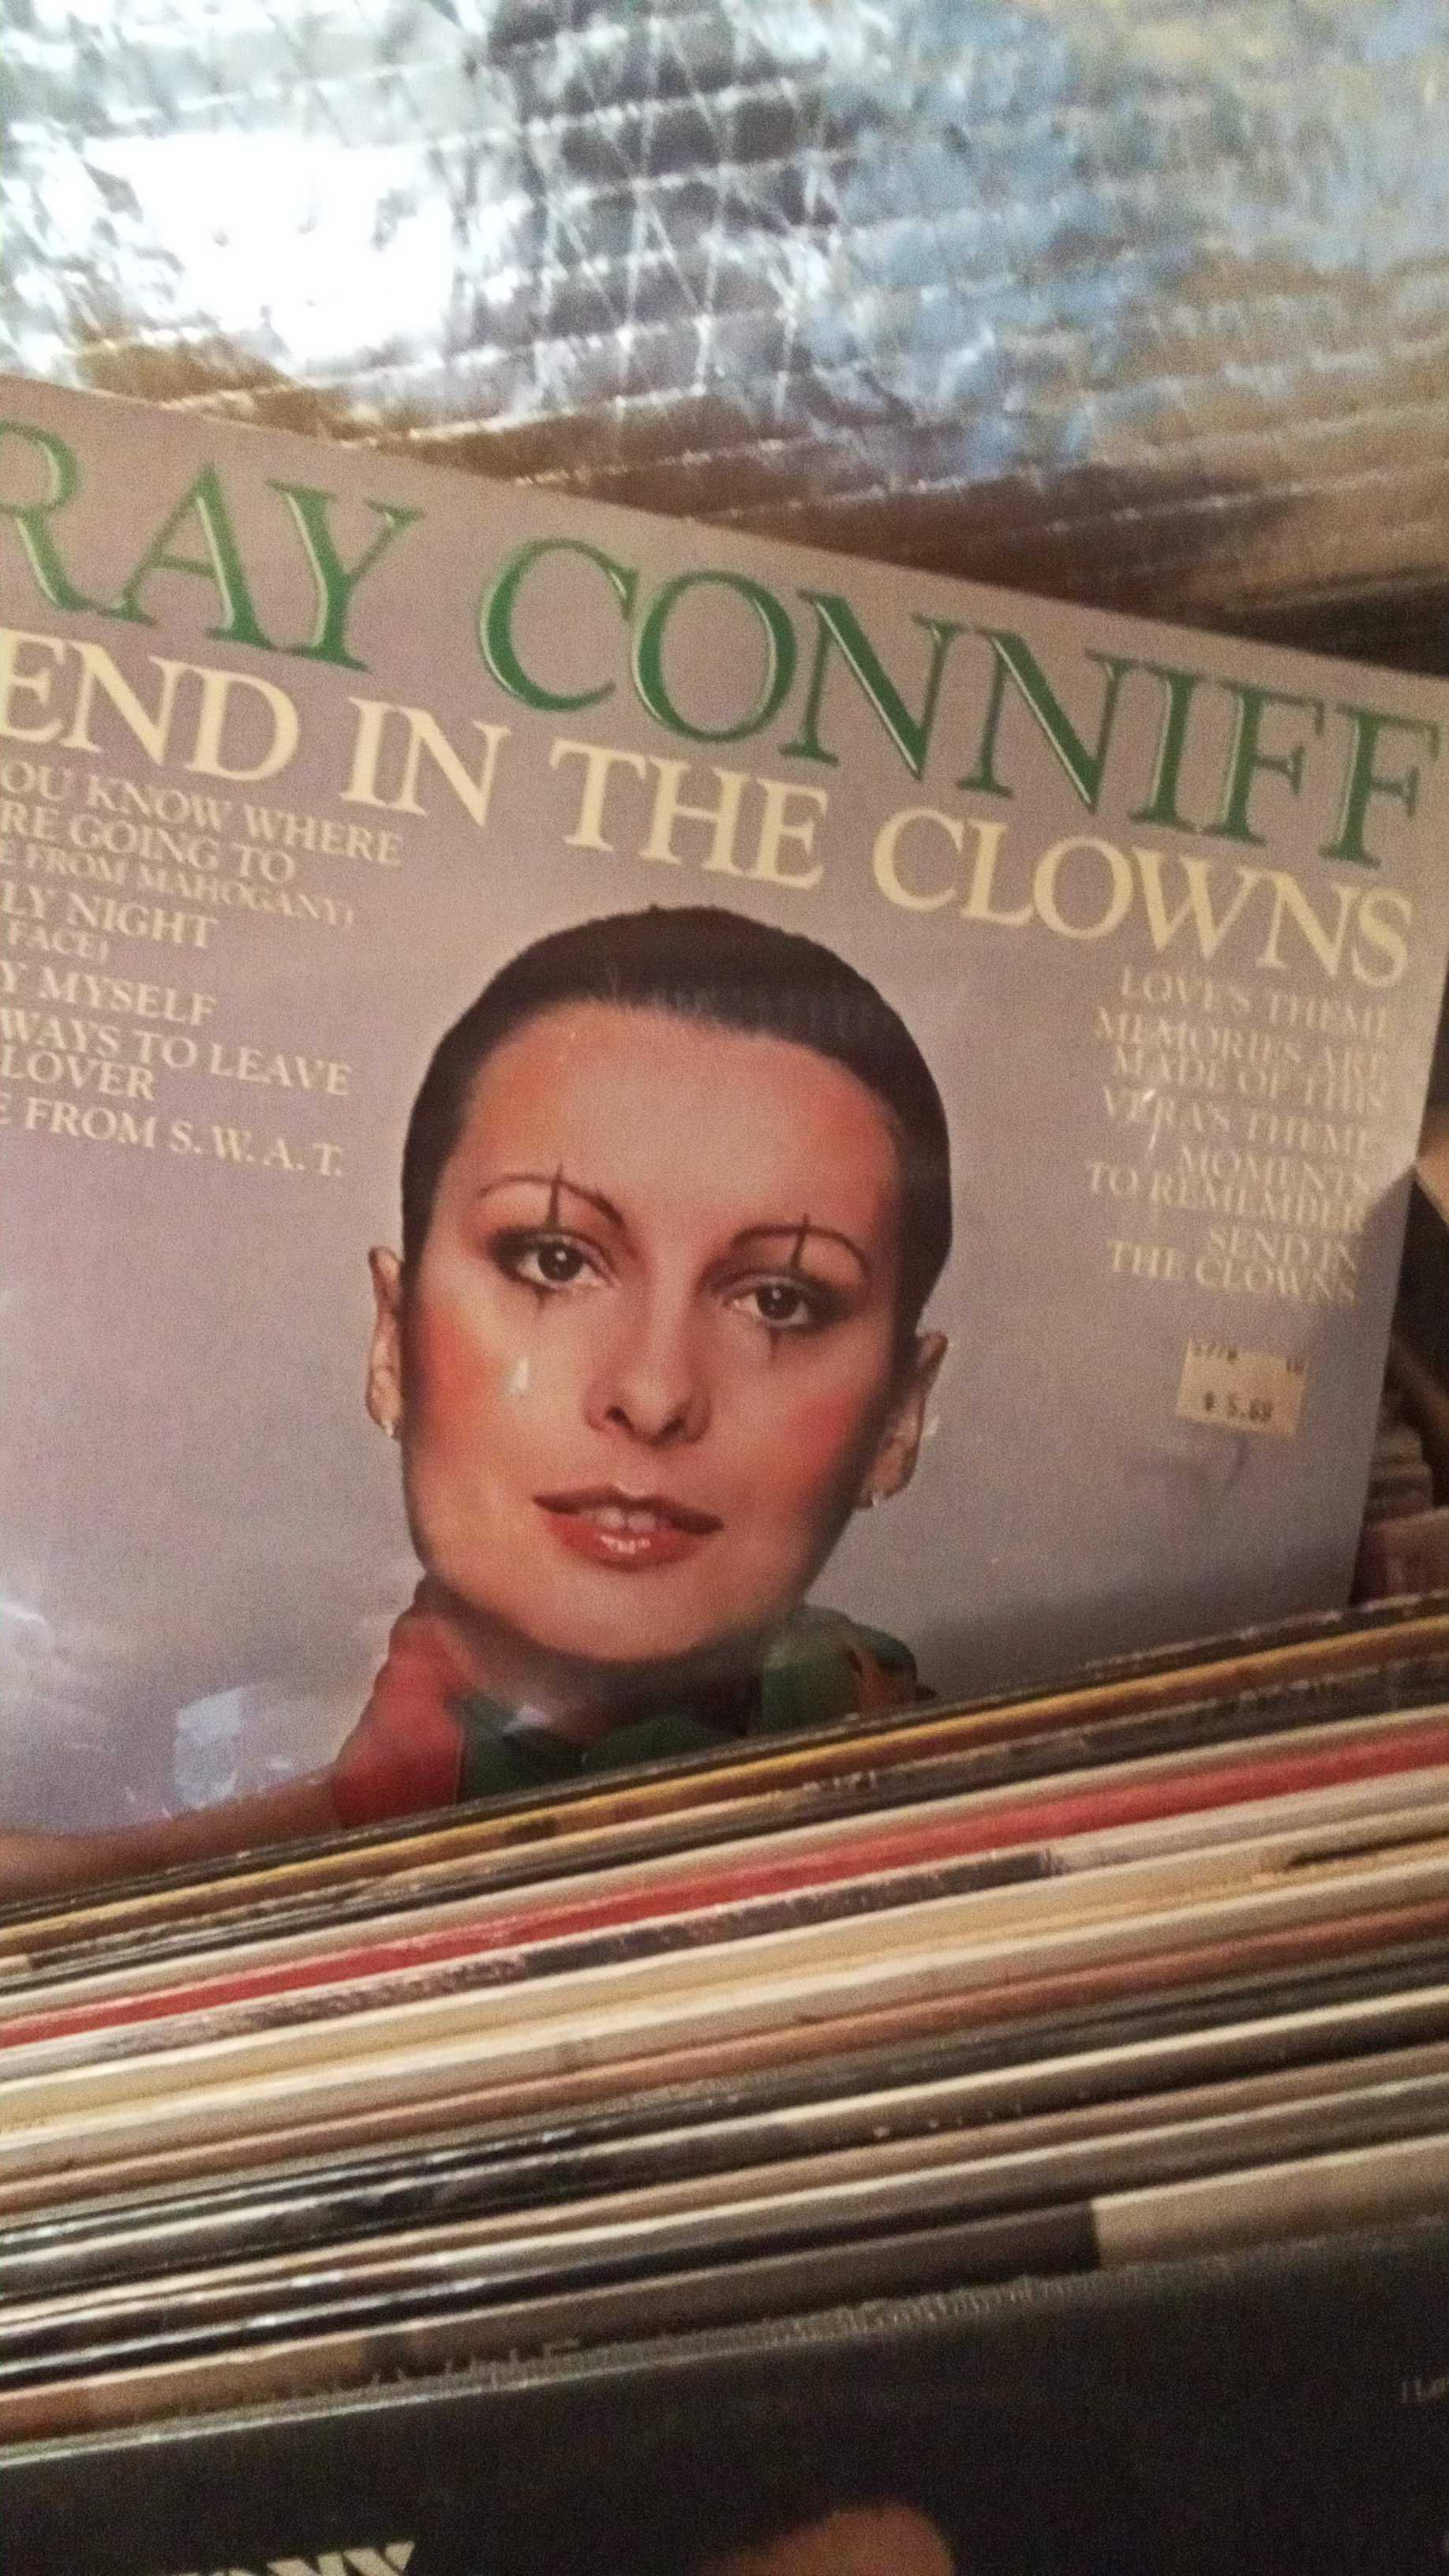 RAY CONNIFF
END IN THE CLOWNS
OU KNOW WHERE
RE GOING TO
E FROM MAHOGANY)
LY NIGHT
FACE)
Y MYSELF
WAYS TO LEAVE
LOVER
E FROM S.W.A.T.
LOVE'S THEME
MEMORIES ARE
MADE OF THIS
VERA'S THEME
MOMENTS
TO REMEMBER
SEND IN
THE CLOWNS
$ 5.69